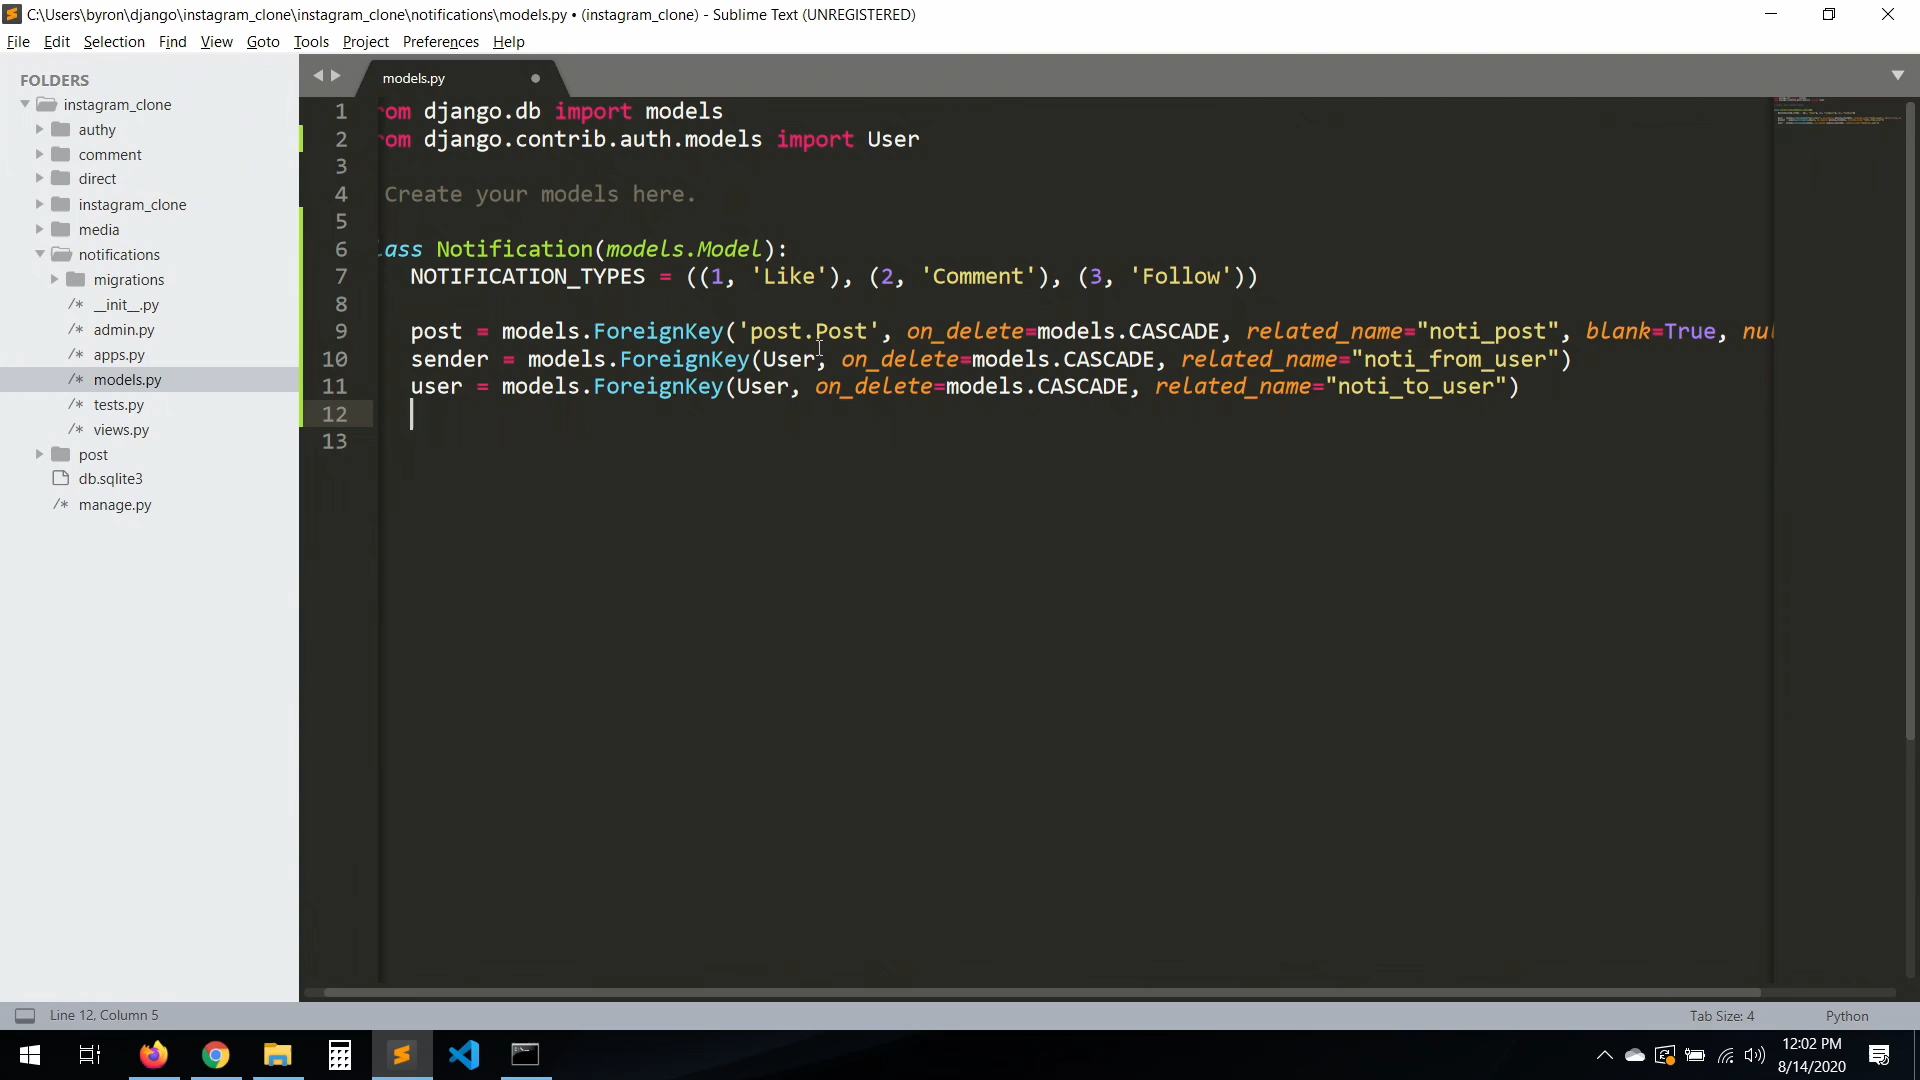 C:\Users\byron\django\instagram_clone\instagram_clone\notifications\models.py • (instagram_clone) - Sublime Text (UNREGISTERED)
File Edit Selection Find View Goto Tools Project Preferences Help
FOLDERS
instagram_clone
authy
comment
direct
instagram_clone
media
notifications
migrations
/* __init__.py
/* admin.py
/* apps.py
/* models.py
/* tests.py
/* views.py
post
db.sqlite3
/* manage.py
models.py
1 rom django.db import models
2 rom django.contrib.auth.models import User
3
4 Create your models here.
5
6 lass Notification(models.Model):
7 NOTIFICATION_TYPES = ((1, 'Like'), (2, 'Comment'), (3, 'Follow'))
8
9 post = models.ForeignKey('post.Post', on_delete=models.CASCADE, related_name="noti_post", blank=True, nul
10 sender = models.ForeignKey(User, on_delete=models.CASCADE, related_name="noti_from_user")
11 user = models.ForeignKey(User, on_delete=models.CASCADE, related_name="noti_to_user")
12
13
Line 12, Column 5
Tab Size: 4
Python
12:02 PM
8/14/2020